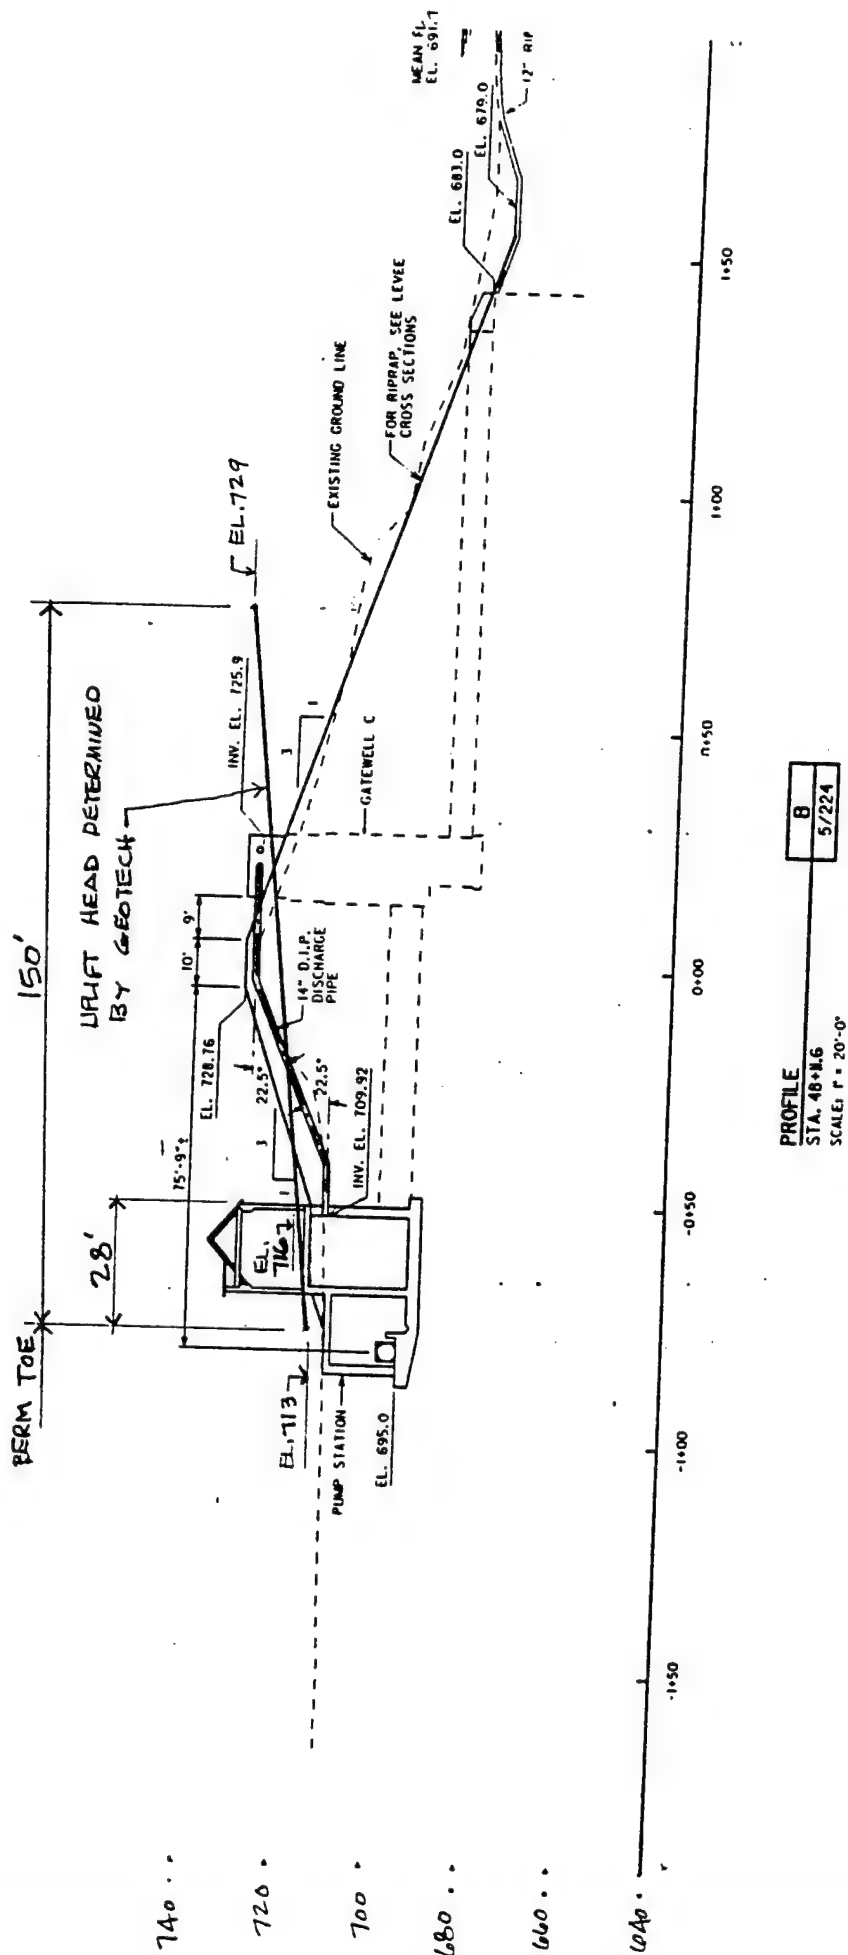 150'
BERM TOE
28'
UPLIFT HEAD DETERMINED
BY GEOTECH
75'-9"±
10'
9'
EL. 728.76
INV. EL. 725.9
EL. 729
22.5°
22.5°
3
1
3
1
14" D.I.P.
DISCHARGE
PIPE
INV. EL. 709.92
EL. 713
PUMP STATION
EL. 695.0
GATEWELL C
EXISTING GROUND LINE
FOR RIPRAP, SEE LEVEE
CROSS SECTIONS
EL. 683.0
EL. 679.0
12" RIP
MEAN FL
EL. 691.7
740
720
700
680
660
640
-1+50
-1+00
-0+50
0+00
0+50
1+00
1+50
PROFILE
SCALE: 1" = 20'-0"
B
5/224